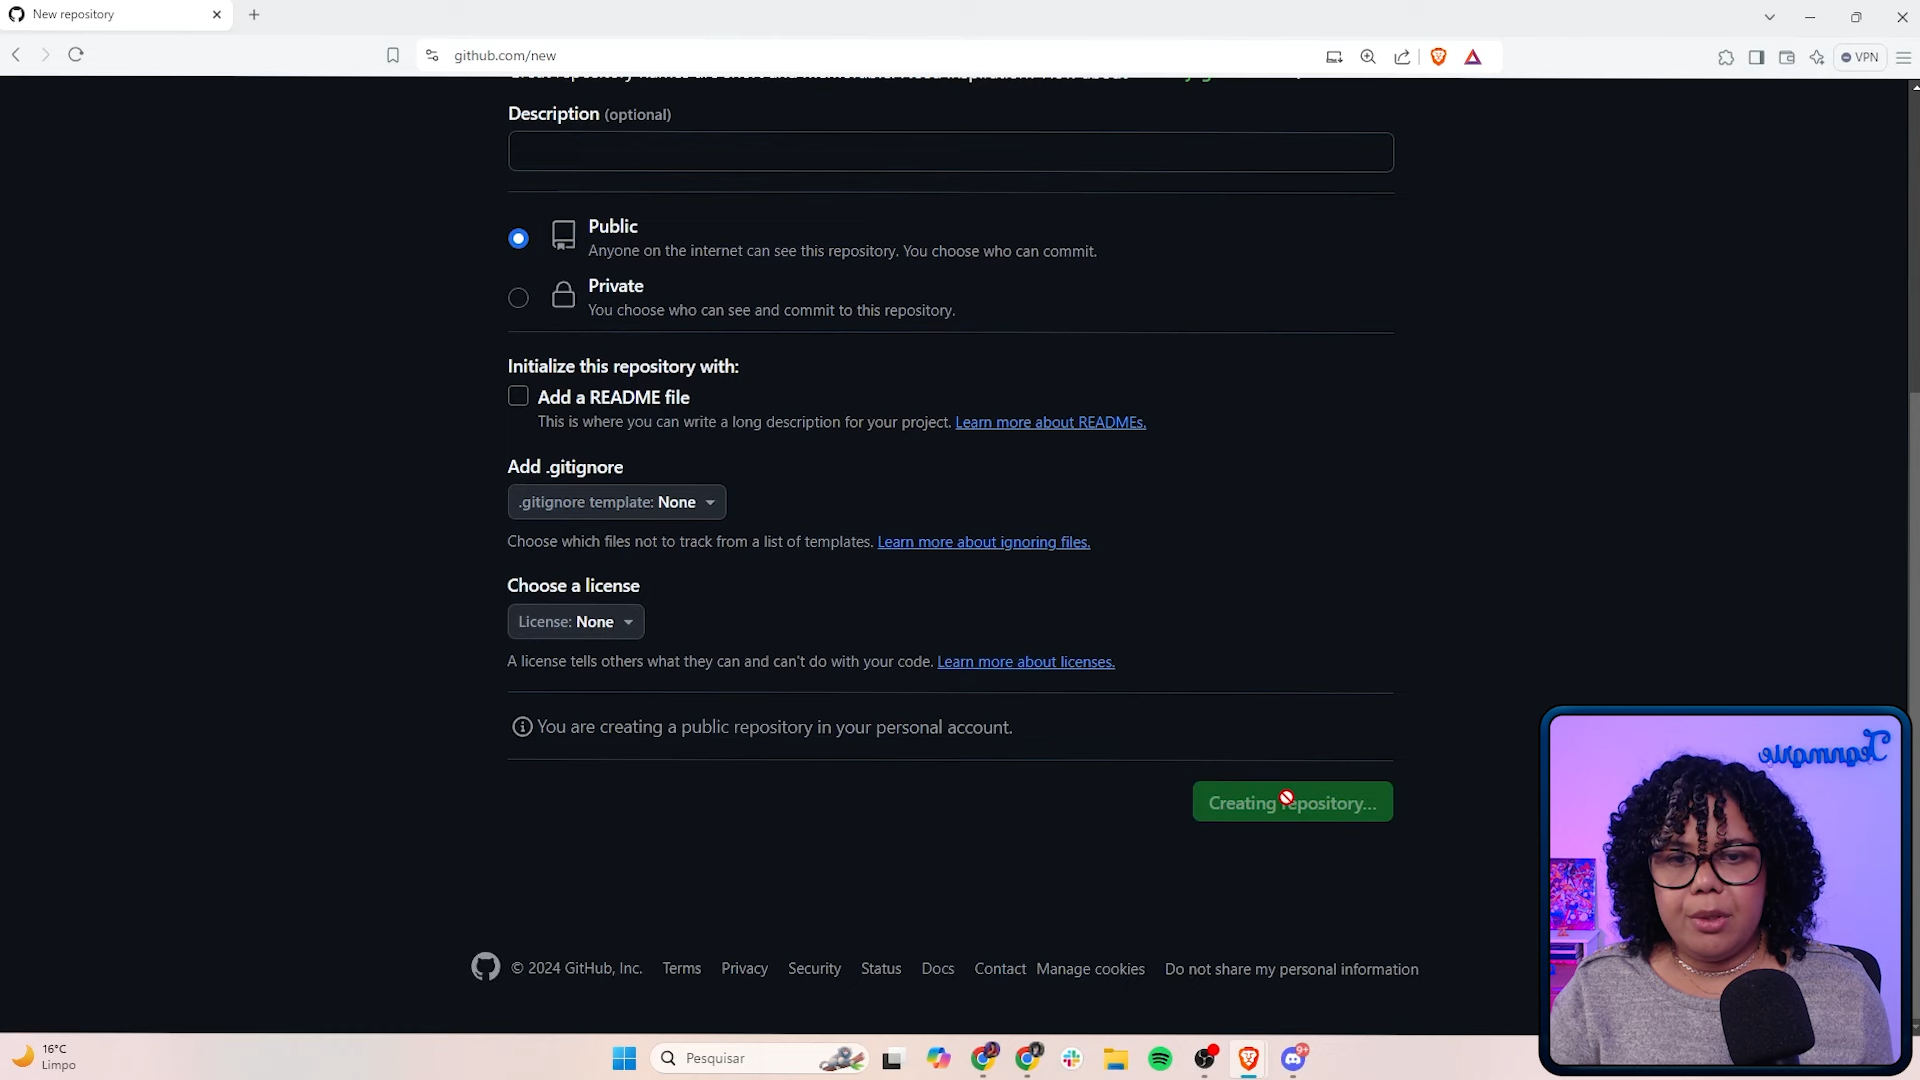 New repository
github.com/new
VPN
Description (optional)
Public
Anyone on the internet can see this repository. You choose who can commit.
Private
You choose who can see and commit to this repository.
Initialize this repository with:
Add a README file
This is where you can write a long description for your project. Learn more about READMEs.
Add .gitignore
.gitignore template: None
Choose which files not to track from a list of templates. Learn more about ignoring files.
Choose a license
License: None
A license tells others what they can and can't do with your code. Learn more about licenses.
You are creating a public repository in your personal account.
Creating repository...
© 2024 GitHub, Inc. Terms Privacy Security Status Docs Contact Manage cookies Do not share my personal information
16°C
Limpo
Pesquisar
9+